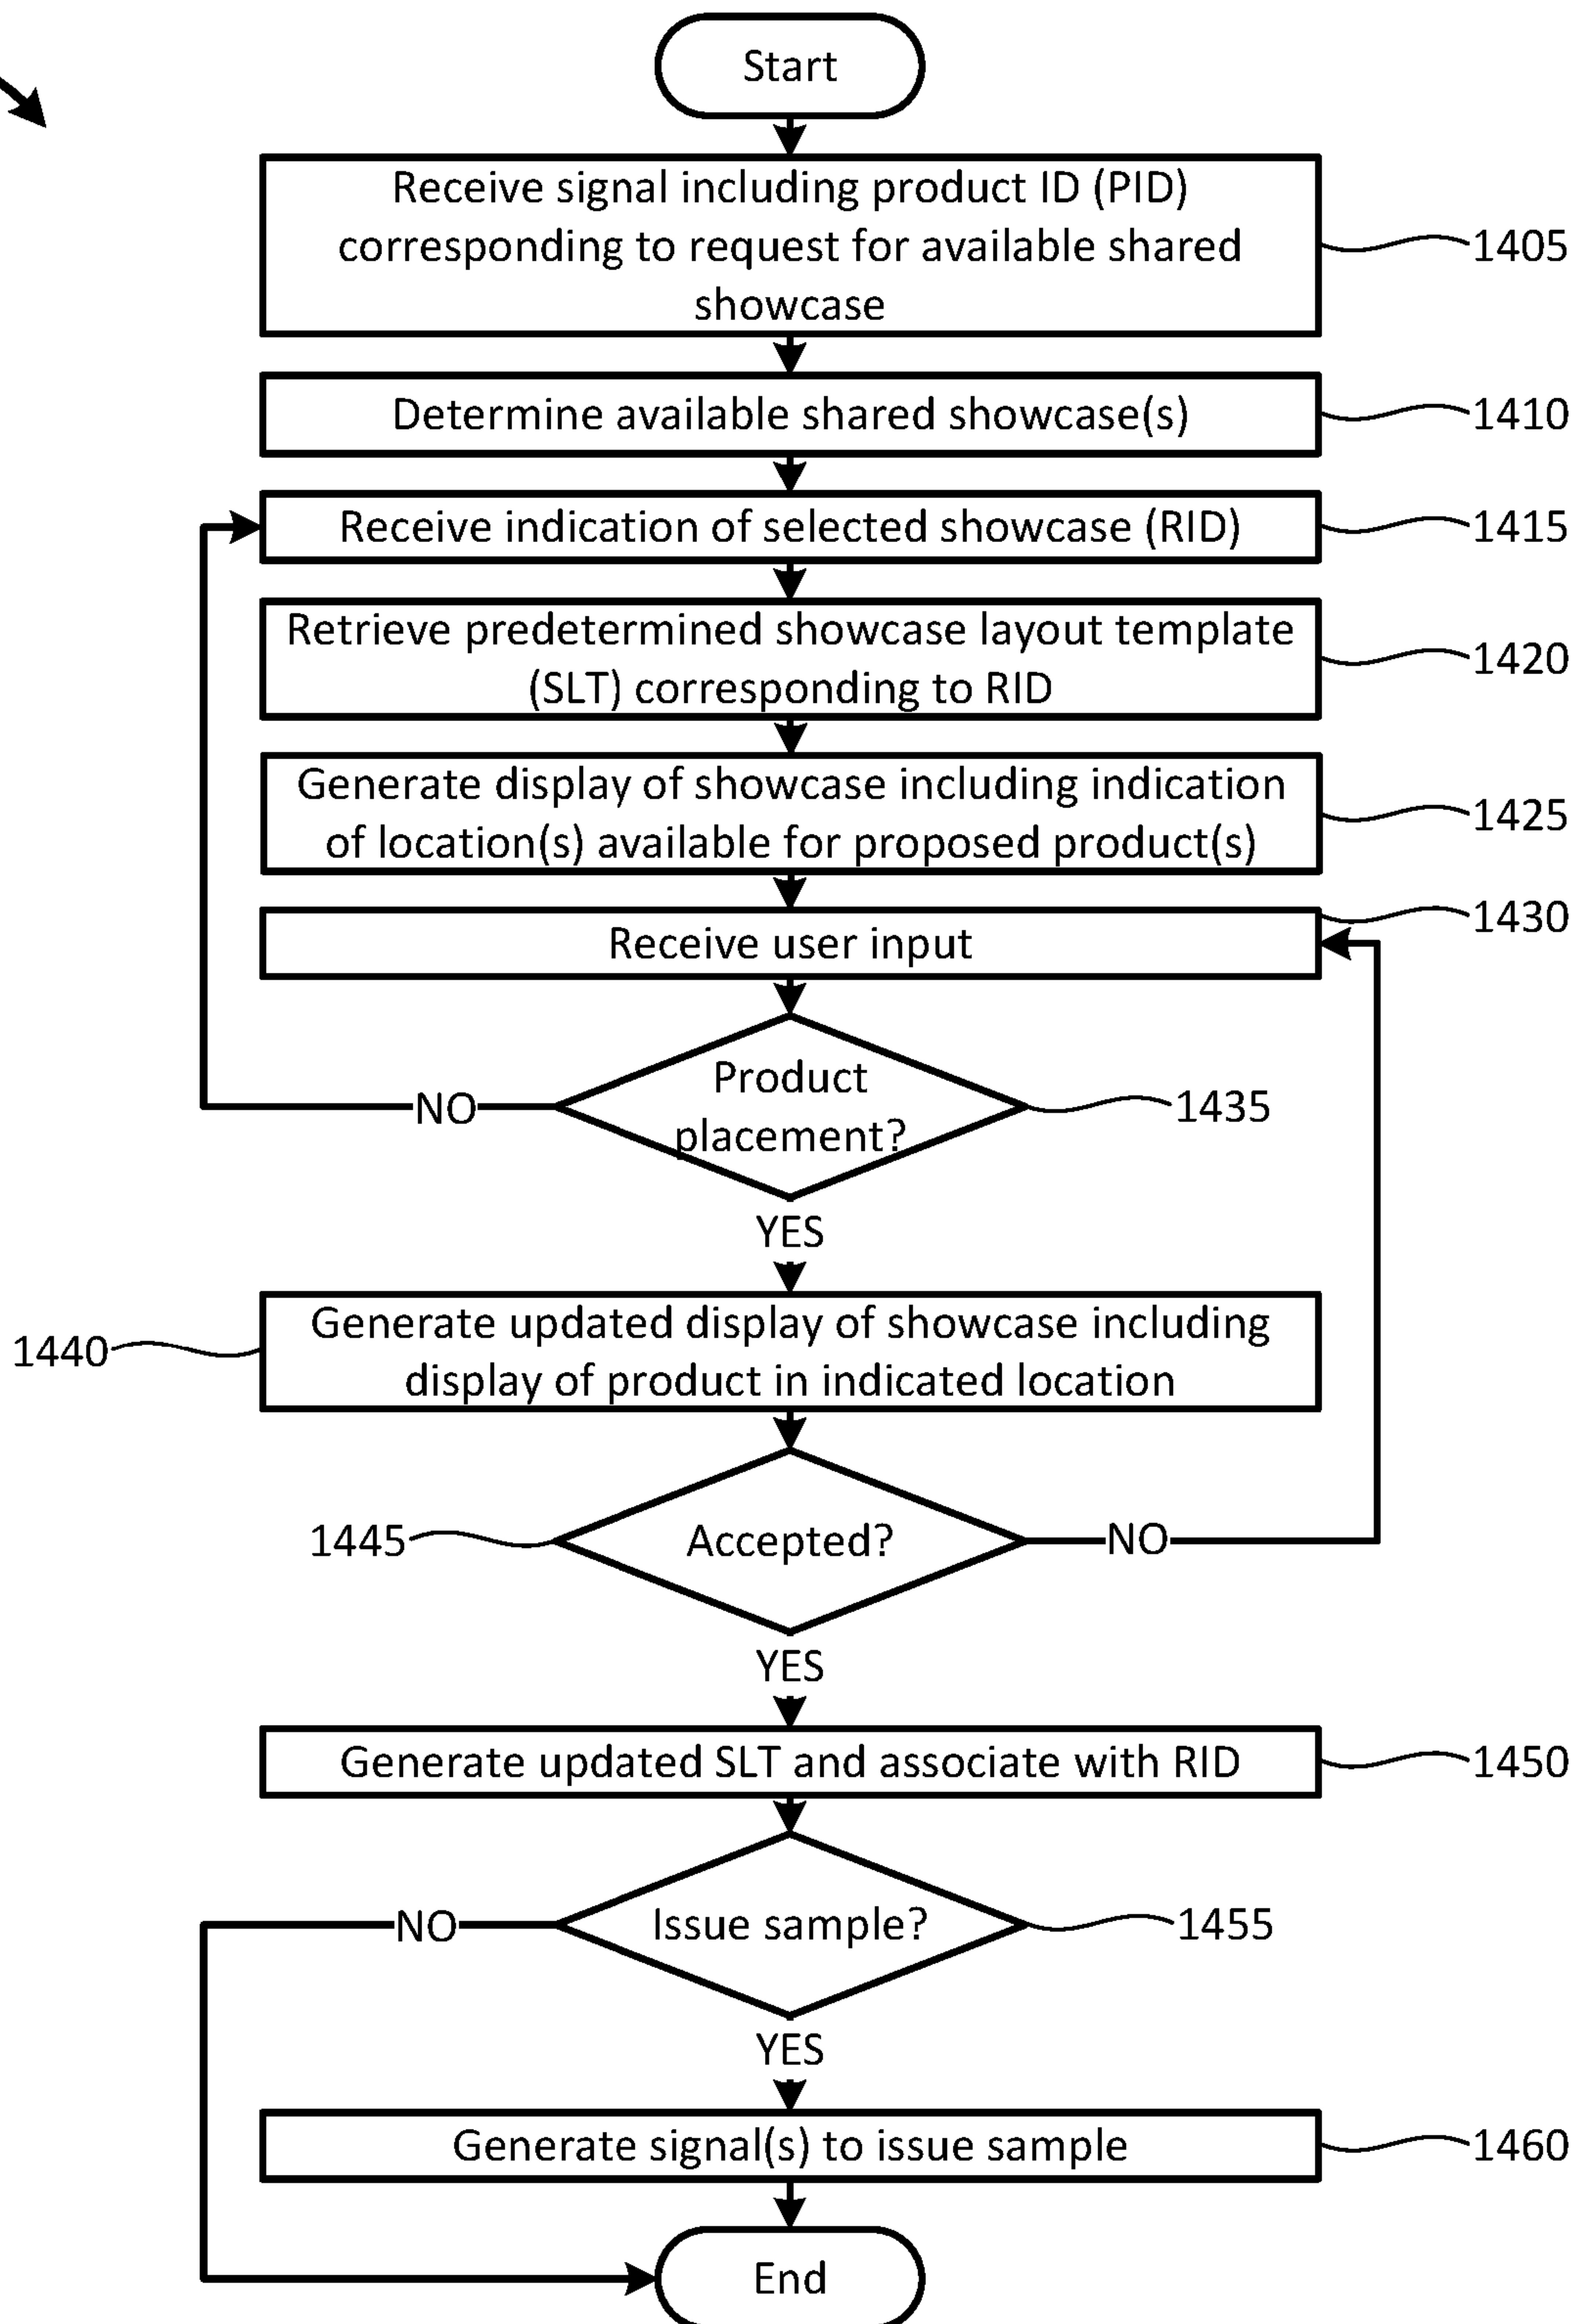 Start
Receive signal including product ID (PID)
corresponding to request for available shared
showcase
1405
Determine available shared showcase(s)
1410
Receive indication of selected showcase (RID)
1415
Retrieve predetermined showcase layout template
(SLT) corresponding to RID
1420
Generate display of showcase including indication
of location(s) available for proposed product(s)
1425
Receive user input
1430
Product
placement?
1435
NO
YES
Generate updated display of showcase including
display of product in indicated location
1440
Accepted?
1445
NO
YES
Generate updated SLT and associate with RID
1450
Issue sample?
1455
NO
YES
Generate signal(s) to issue sample
1460
End